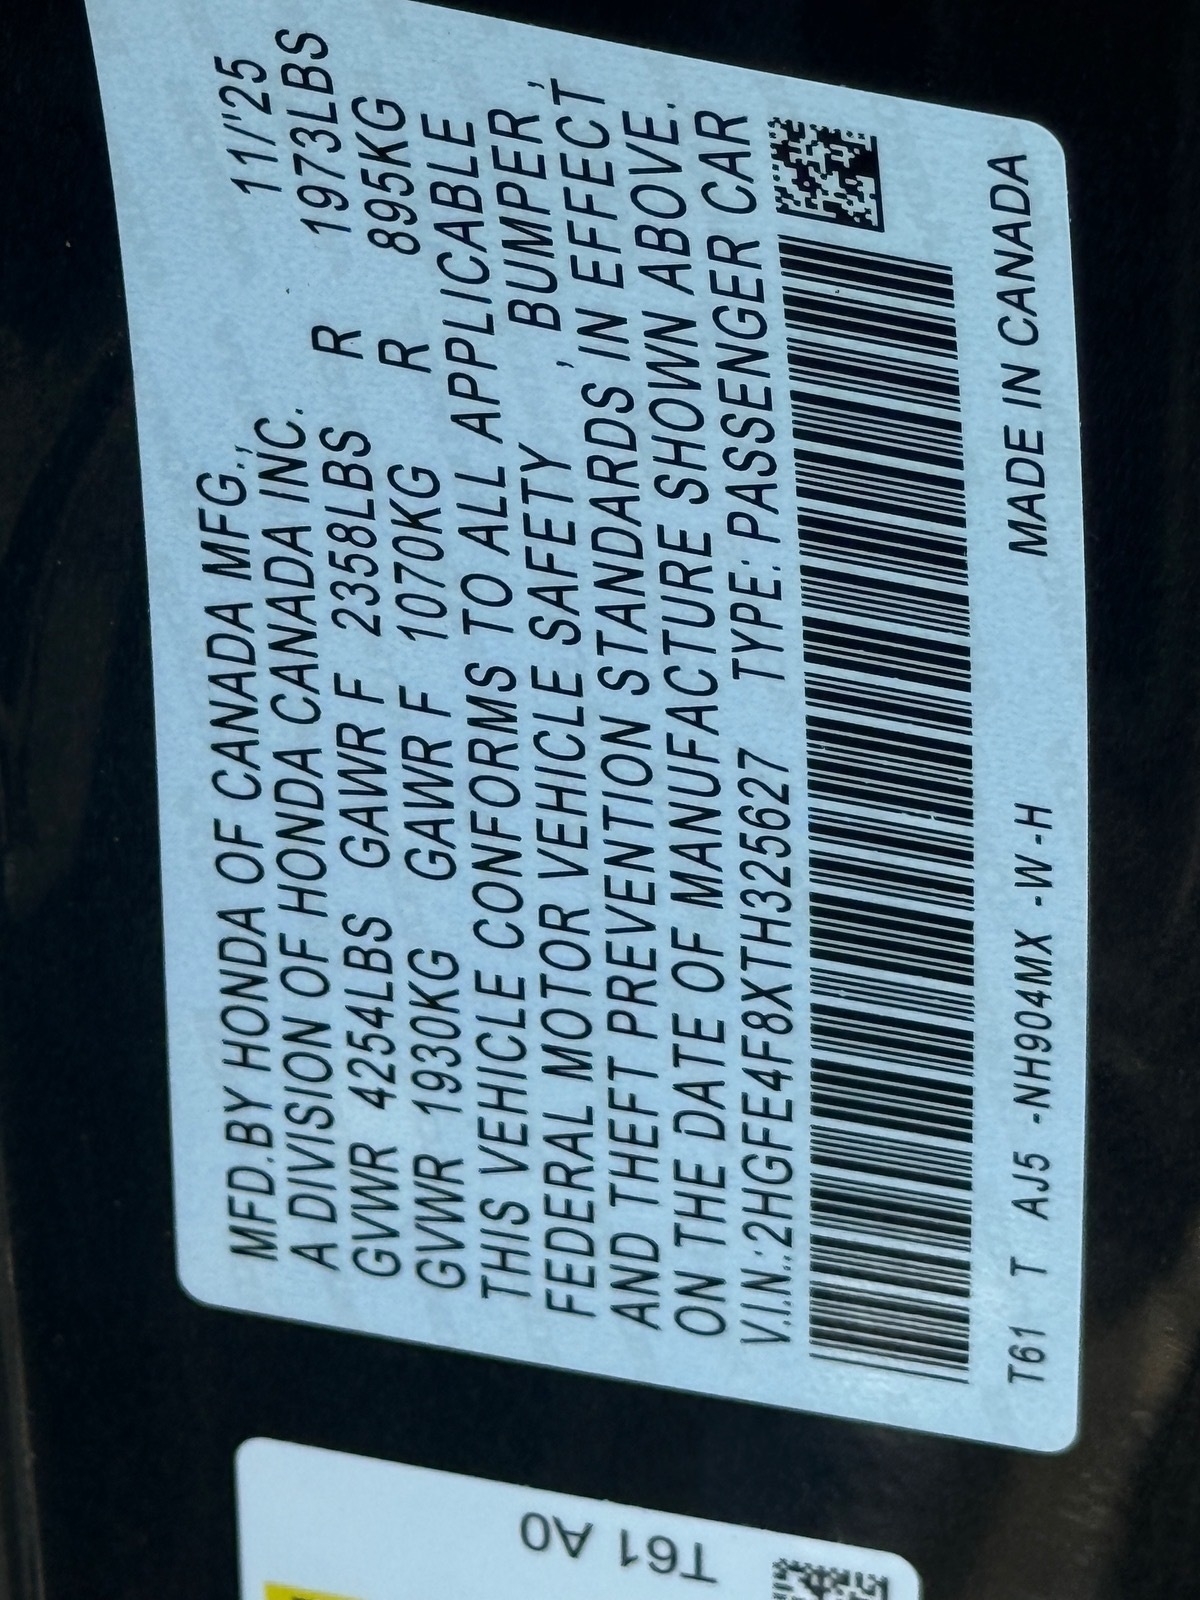 MFD.BY HONDA OF CANADA MFG., 11/'25
A DIVISION OF HONDA CANADA INC.
GVWR 4254LBS GAWR F 2358LBS R 1973LBS
GVWR 1930KG GAWR F 1070KG R 895KG
THIS VEHICLE CONFORMS TO ALL APPLICABLE
FEDERAL MOTOR VEHICLE SAFETY , BUMPER ,
AND THEFT PREVENTION STANDARDS IN EFFECT
ON THE DATE OF MANUFACTURE SHOWN ABOVE.
V.I.N.:2HGFE4F8XTH325627 TYPE:PASSENGER CAR
T61 T AJ5 -NH904MX -W-H MADE IN CANADA
T61 A0